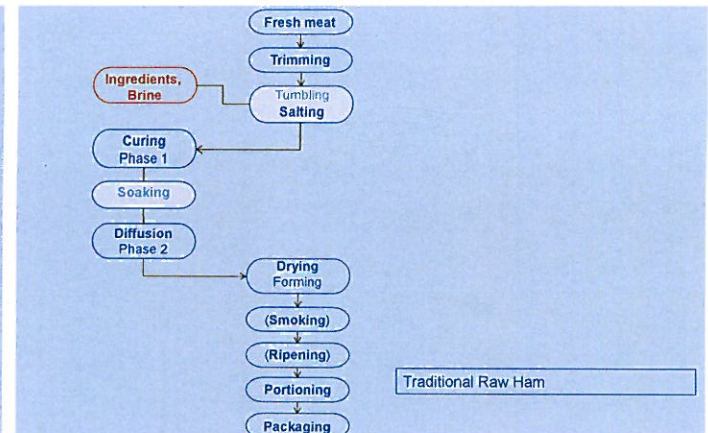 Fresh meat
Trimming
Ingredients,
Brine
Tumbling
Salting
Curing
Phase 1
Soaking
Diffusion
Phase 2
Drying
Forming
(Smoking)
(Ripening)
Portioning
Traditional Raw Ham
Packaging